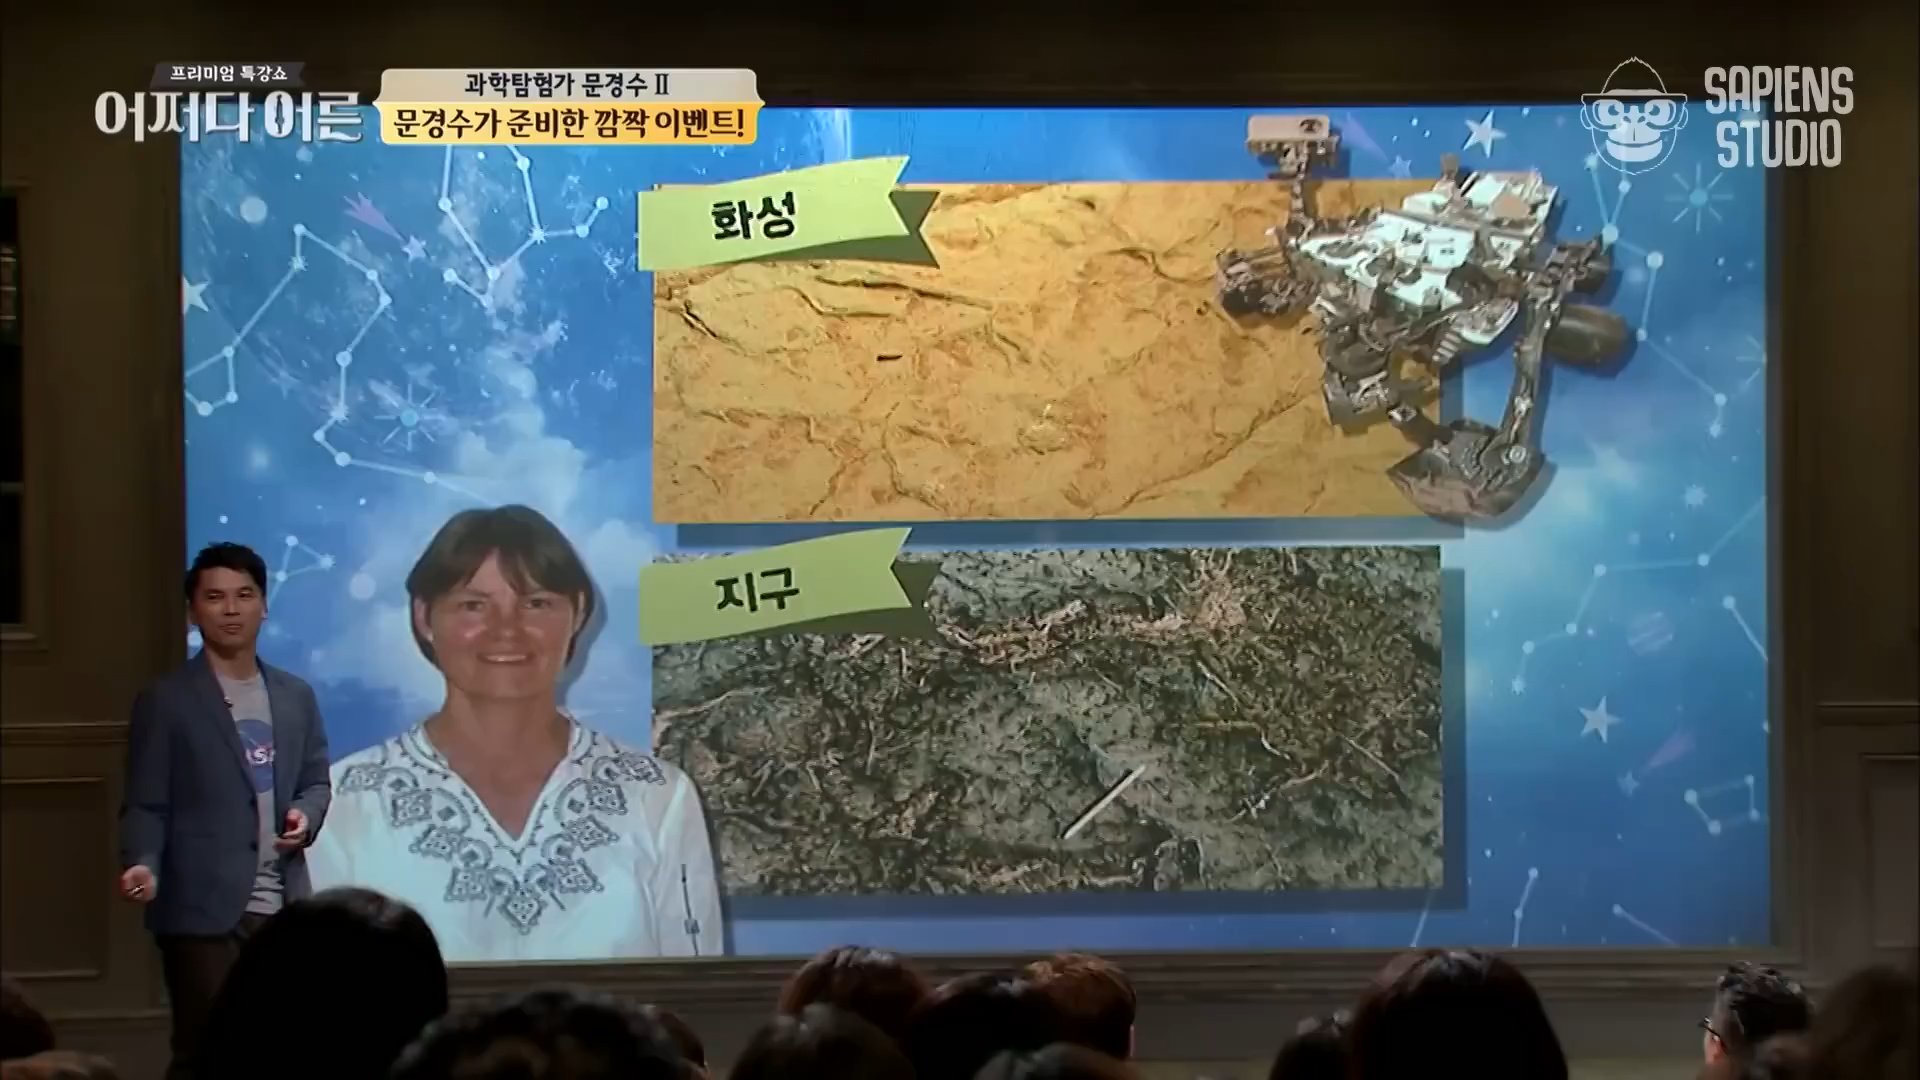 프리미엄 특강쇼
어쩌다 어른
과학탐험가 문경수 Ⅱ
문경수가 준비한 깜짝 이벤트!
SAPIENS
STUDIO
화성
지구